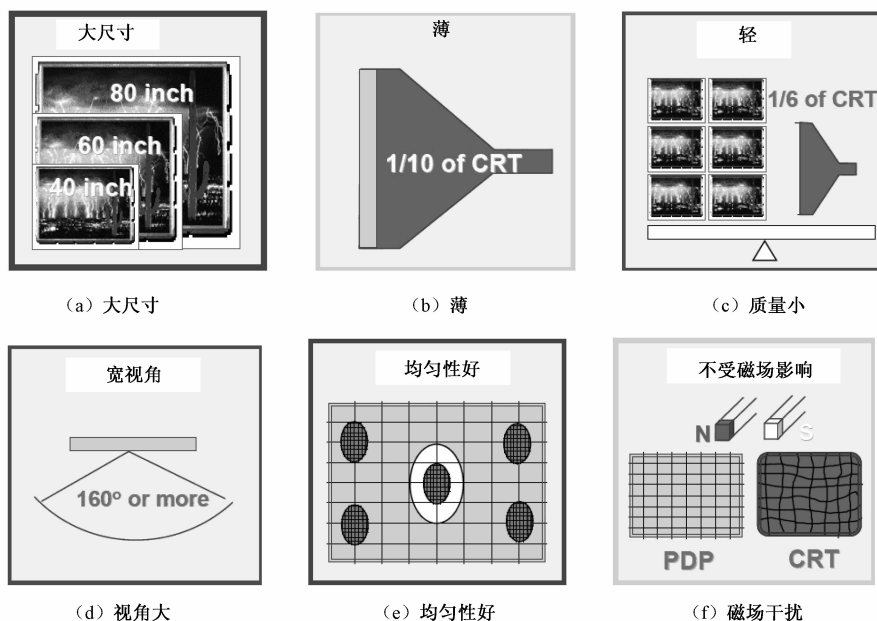 大尺寸
80 inch
60 inch
40 inch
(a)大尺寸
薄
1/10 of CRT
(b)薄
轻
1/6 of CRT
(c)质量小
宽视角
160° or more
(d)视角大
均匀性好
(e)均匀性好
不受磁场影响
N S
PDP CRT
(f)磁场干扰